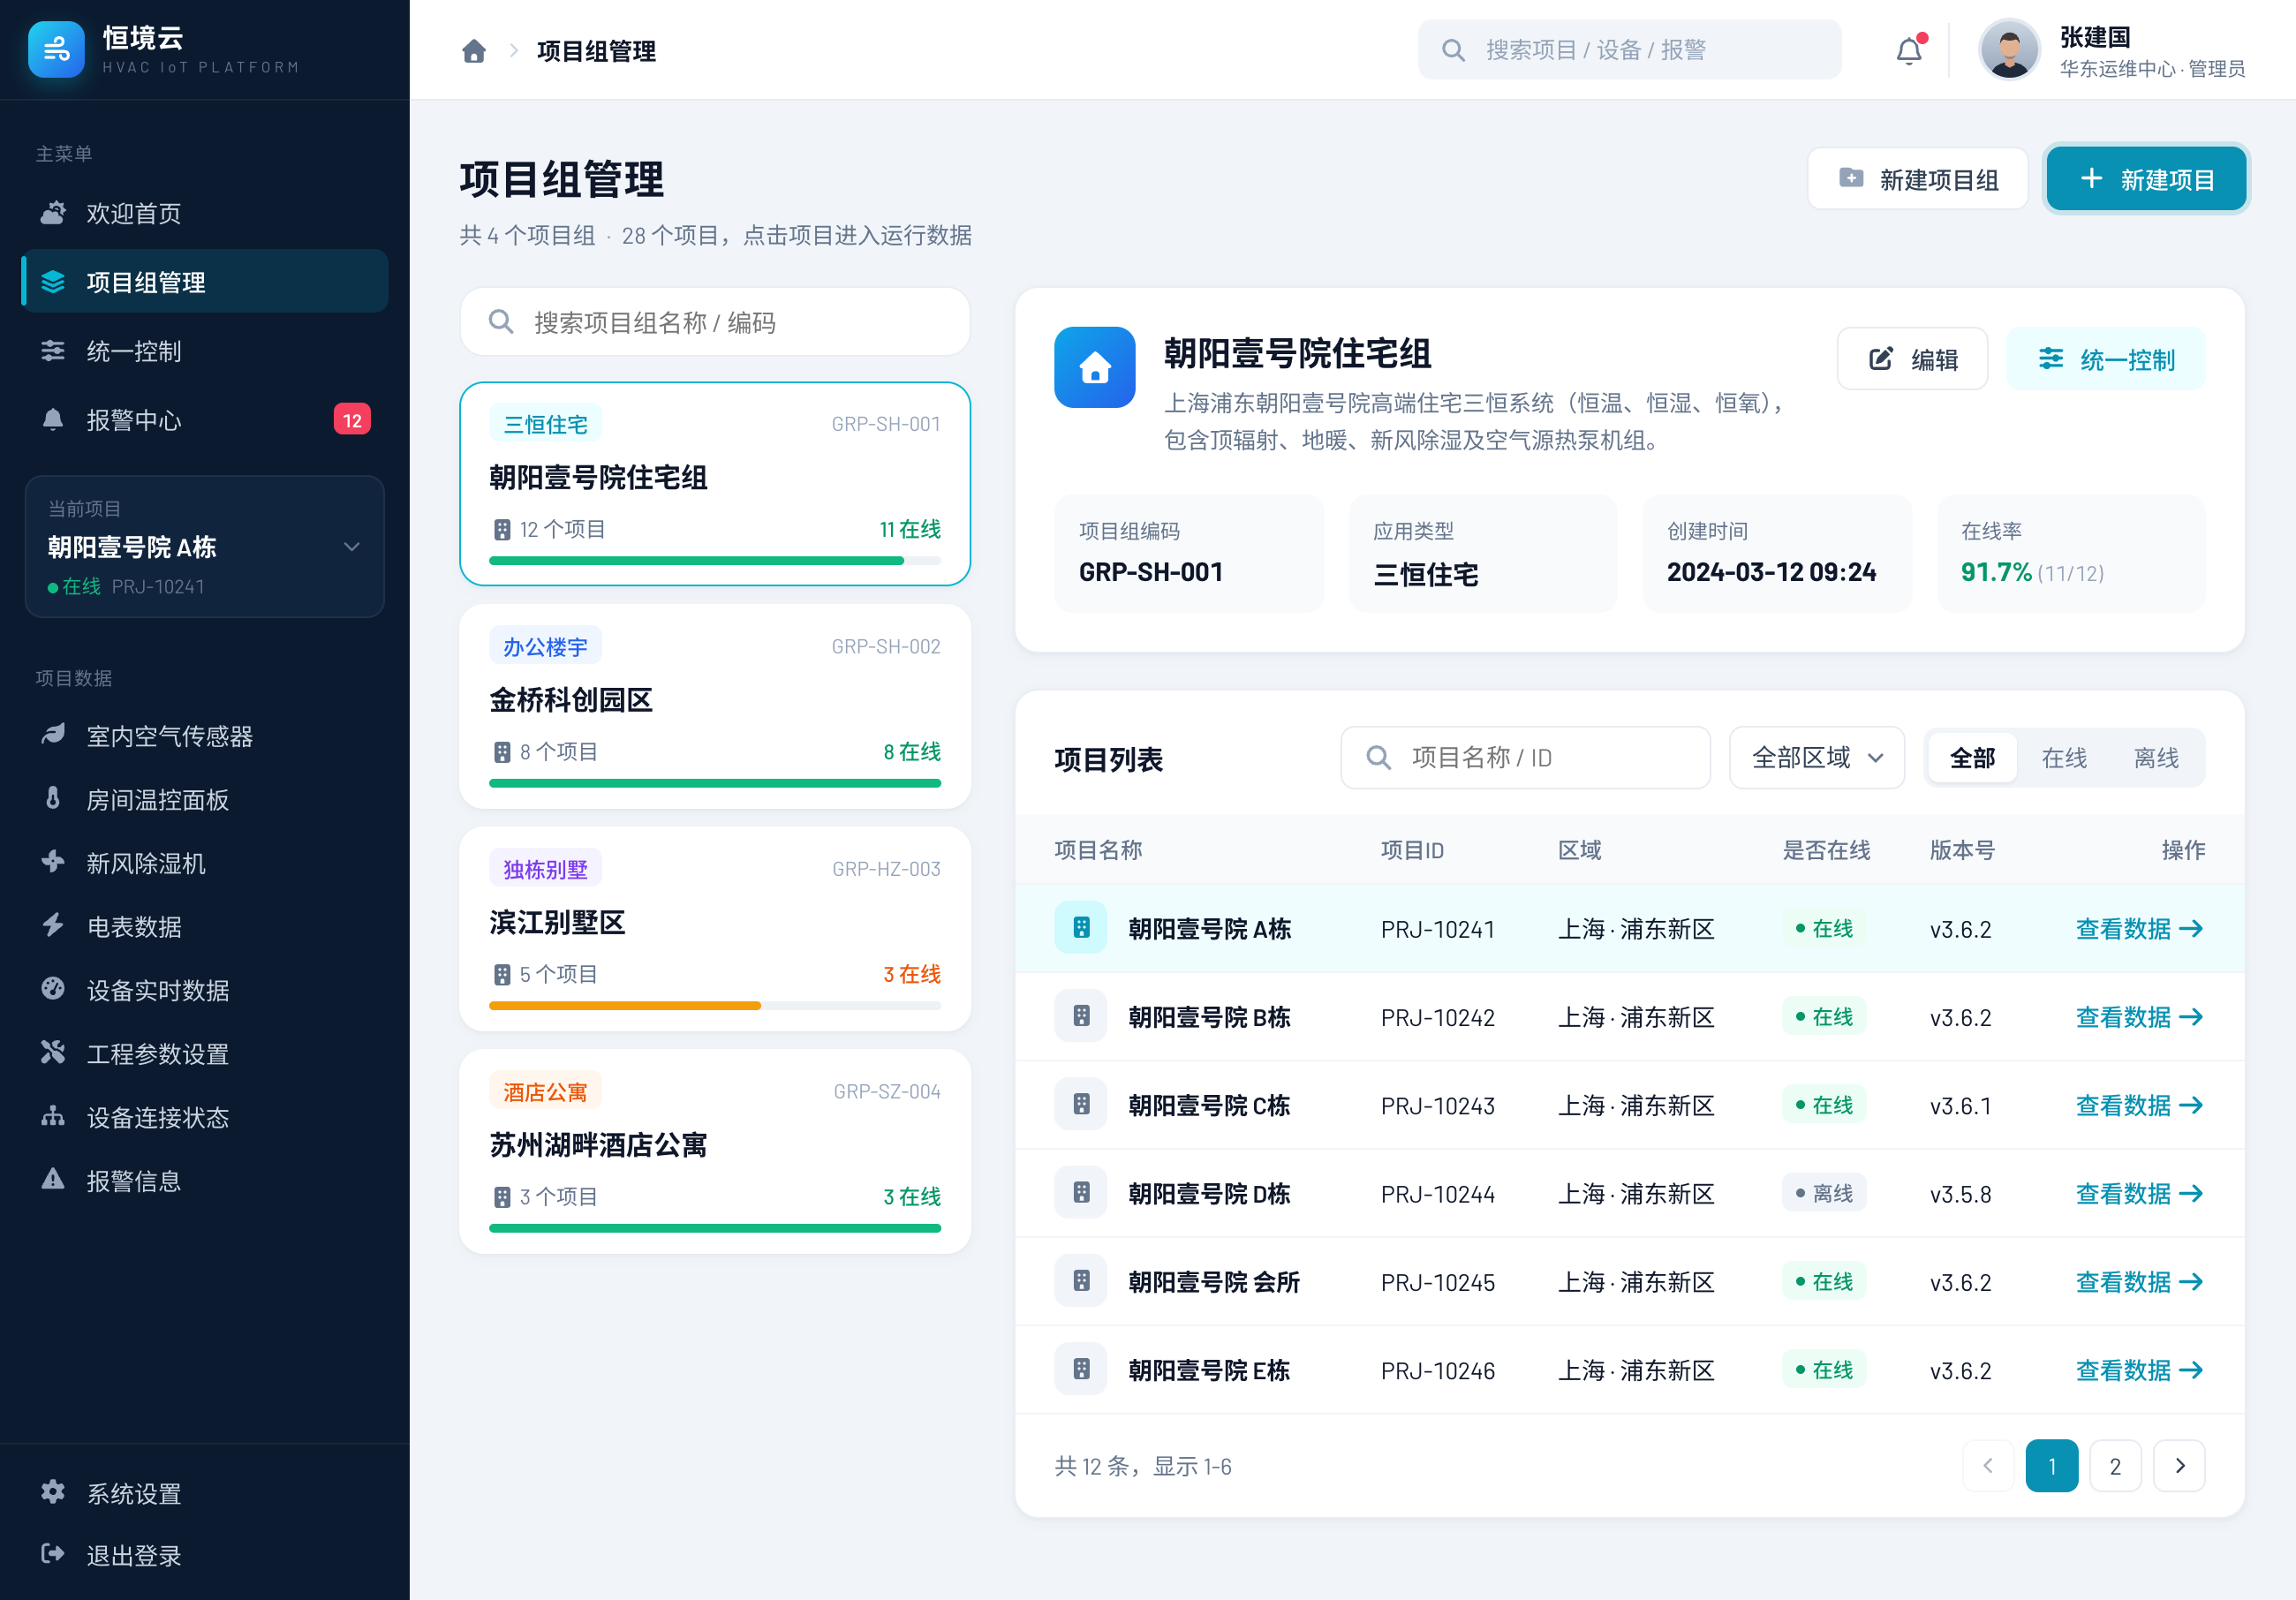 恒境云
HVAC IoT PLATFORM
主菜单
欢迎首页
项目组管理
统一控制
报警中心 12
当前项目
朝阳壹号院 A栋
在线 PRJ-10241
项目数据
室内空气传感器
房间温控面板
新风除湿机
电表数据
设备实时数据
工程参数设置
设备连接状态
报警信息
系统设置
退出登录
项目组管理
搜索项目 / 设备 / 报警
张建国
华东运维中心 · 管理员
项目组管理
共 4 个项目组 · 28 个项目，点击项目进入运行数据
新建项目组
新建项目
搜索项目组名称 / 编码
三恒住宅 GRP-SH-001
朝阳壹号院住宅组
12 个项目 11 在线
办公楼宇 GRP-SH-002
金桥科创园区
8 个项目 8 在线
独栋别墅 GRP-HZ-003
滨江别墅区
5 个项目 3 在线
酒店公寓 GRP-SZ-004
苏州湖畔酒店公寓
3 个项目 3 在线
朝阳壹号院住宅组
编辑
统一控制
上海浦东朝阳壹号院高端住宅三恒系统（恒温、恒湿、恒氧），
包含顶辐射、地暖、新风除湿及空气源热泵机组。
项目组编码
GRP-SH-001
应用类型
三恒住宅
创建时间
2024-03-12 09:24
在线率
91.7% (11/12)
项目列表
项目名称 / ID
全部区域
全部 在线 离线
项目名称 项目ID 区域 是否在线 版本号 操作
朝阳壹号院 A栋 PRJ-10241 上海 · 浦东新区 在线 v3.6.2 查看数据
朝阳壹号院 B栋 PRJ-10242 上海 · 浦东新区 在线 v3.6.2 查看数据
朝阳壹号院 C栋 PRJ-10243 上海 · 浦东新区 在线 v3.6.1 查看数据
朝阳壹号院 D栋 PRJ-10244 上海 · 浦东新区 离线 v3.5.8 查看数据
朝阳壹号院 会所 PRJ-10245 上海 · 浦东新区 在线 v3.6.2 查看数据
朝阳壹号院 E栋 PRJ-10246 上海 · 浦东新区 在线 v3.6.2 查看数据
共 12 条，显示 1-6
1 2